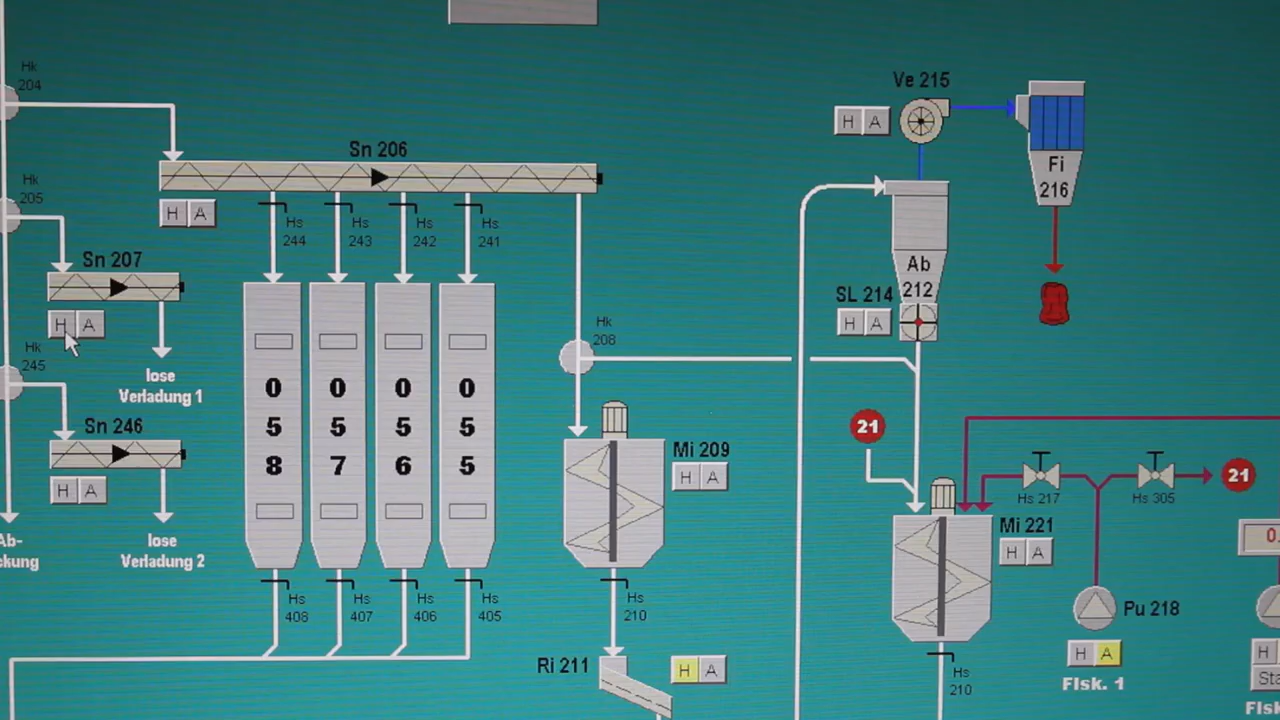 Hk
204
Hk
205
Sn 207
H A
Hk
245
lose
Verladung 1
Sn 246
H A
lose
Verladung 2
Ab-
ckung
Sn 206
H A
Hs
244
Hs
243
Hs
242
Hs
241
0
5
8
0
5
7
0
5
6
0
5
5
Hs
408
Hs
407
Hs
406
Hs
405
Hk
208
Mi 209
H A
Hs
210
Ri 211
H A
Ve 215
H A
Fi
216
Ab
212
SL 214
H A
21
Mi 221
H A
Hs
210
Hs 217
Hs 305
21
Pu 218
H A
Flsk. 1
0.
H
Sta
Flsk